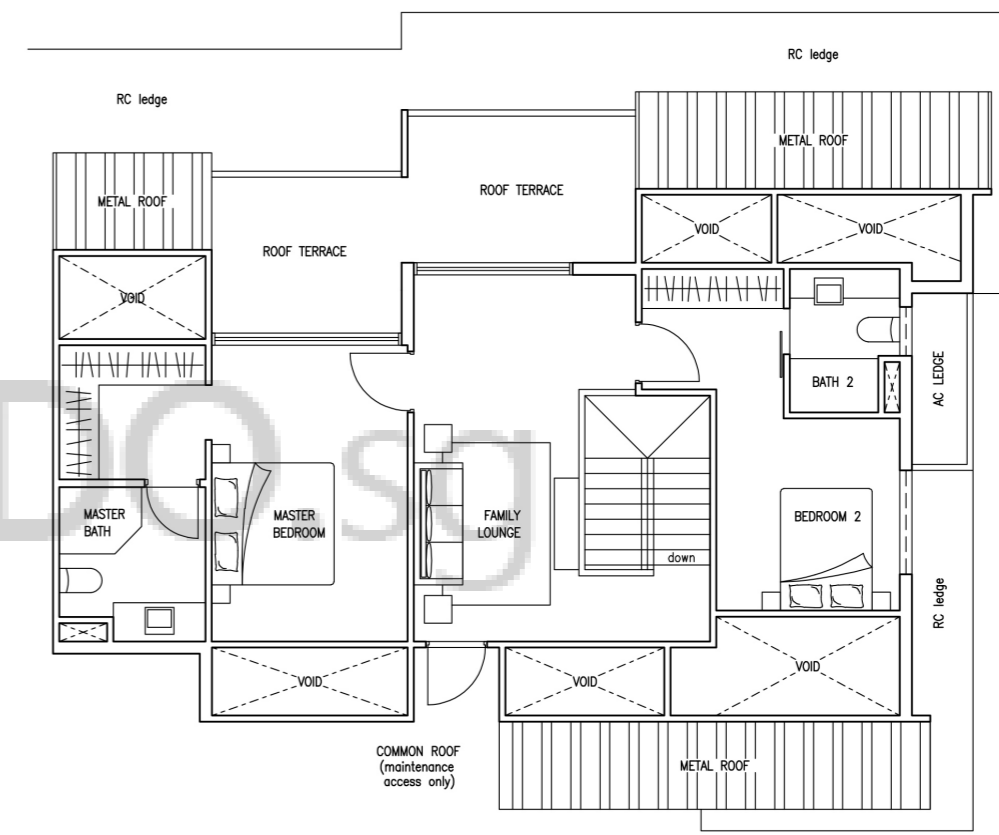 RC ledge
RC ledge
METAL ROOF
METAL ROOF
ROOF TERRACE
ROOF TERRACE
VOID
VOID
VOID
BATH 2
AC LEDGE
MASTER
BATH
MASTER
BEDROOM
FAMILY
LOUNGE
down
BEDROOM 2
RC ledge
VOID
VOID
VOID
COMMON ROOF
(maintenance
access only)
METAL ROOF
DO.sg